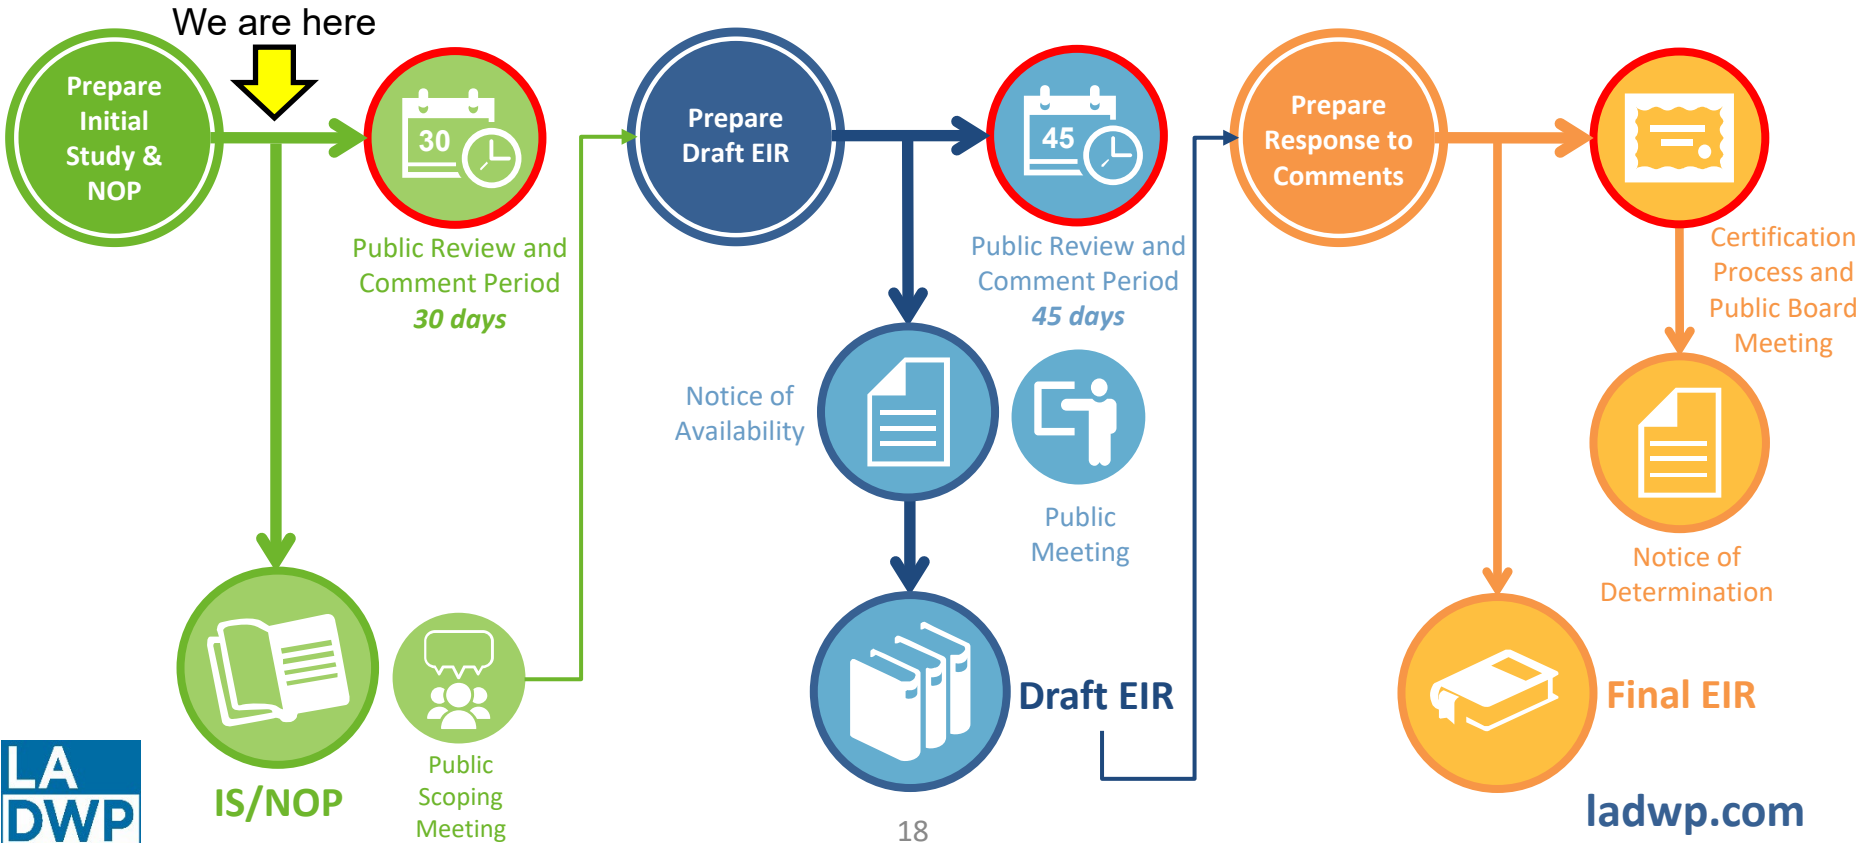 We are here
Prepare
Initial
Study &
NOP
30
Public Review and
Comment Period
30 days
IS/NOP
Public
Scoping
Meeting
Prepare
Draft EIR
45
Public Review and
Comment Period
45 days
Notice of
Availability
Public
Meeting
Draft EIR
Prepare
Response to
Comments
Certification
Process and
Public Board
Meeting
Notice of
Determination
Final EIR
LA
DWP
18
ladwp.com